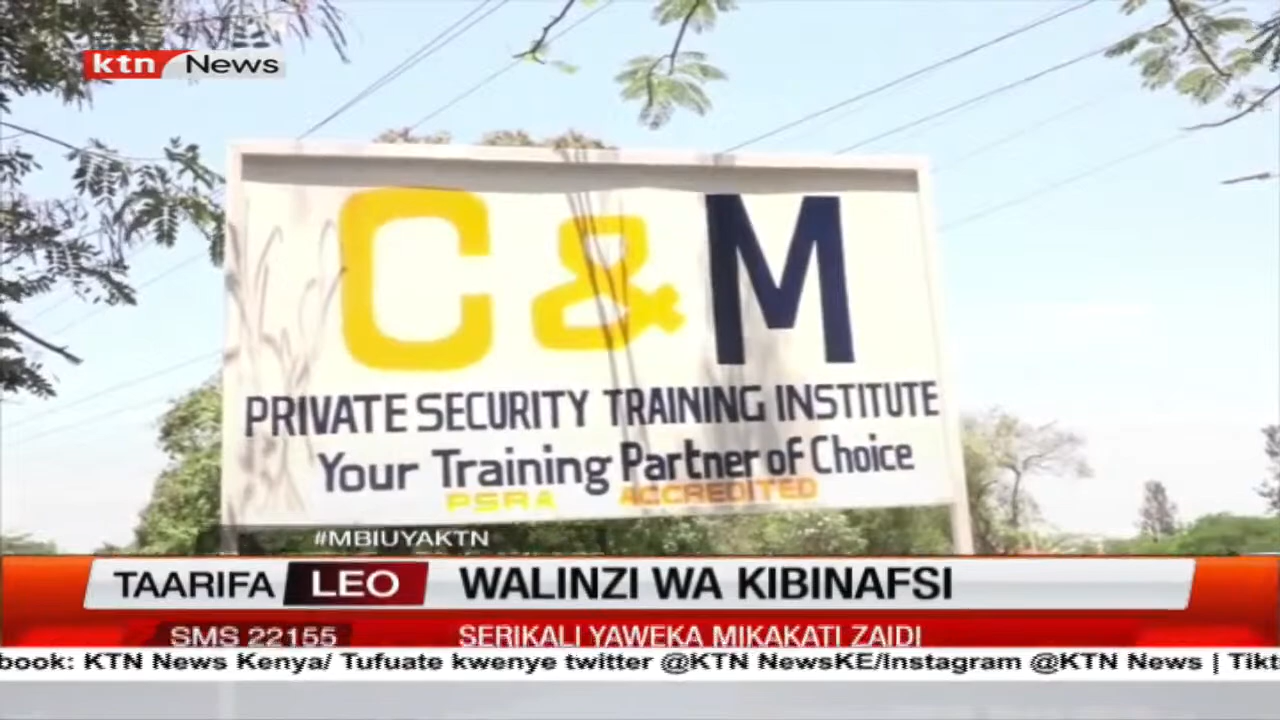 ktn News
C & M
PRIVATE SECURITY TRAINING INSTITUTE
Your Training Partner of Choice
PSRA ACCREDITED
#MBIUYAKTN
TAARIFA LEO WALINZI WA KIBINAFSI
SMS 22155 SERIKALI YAWEKA MIKAKATI ZAIDI
book: KTN News Kenya/ Tufuate kwenye twitter @KTN NewsKE/Instagram @KTN News | Tikt